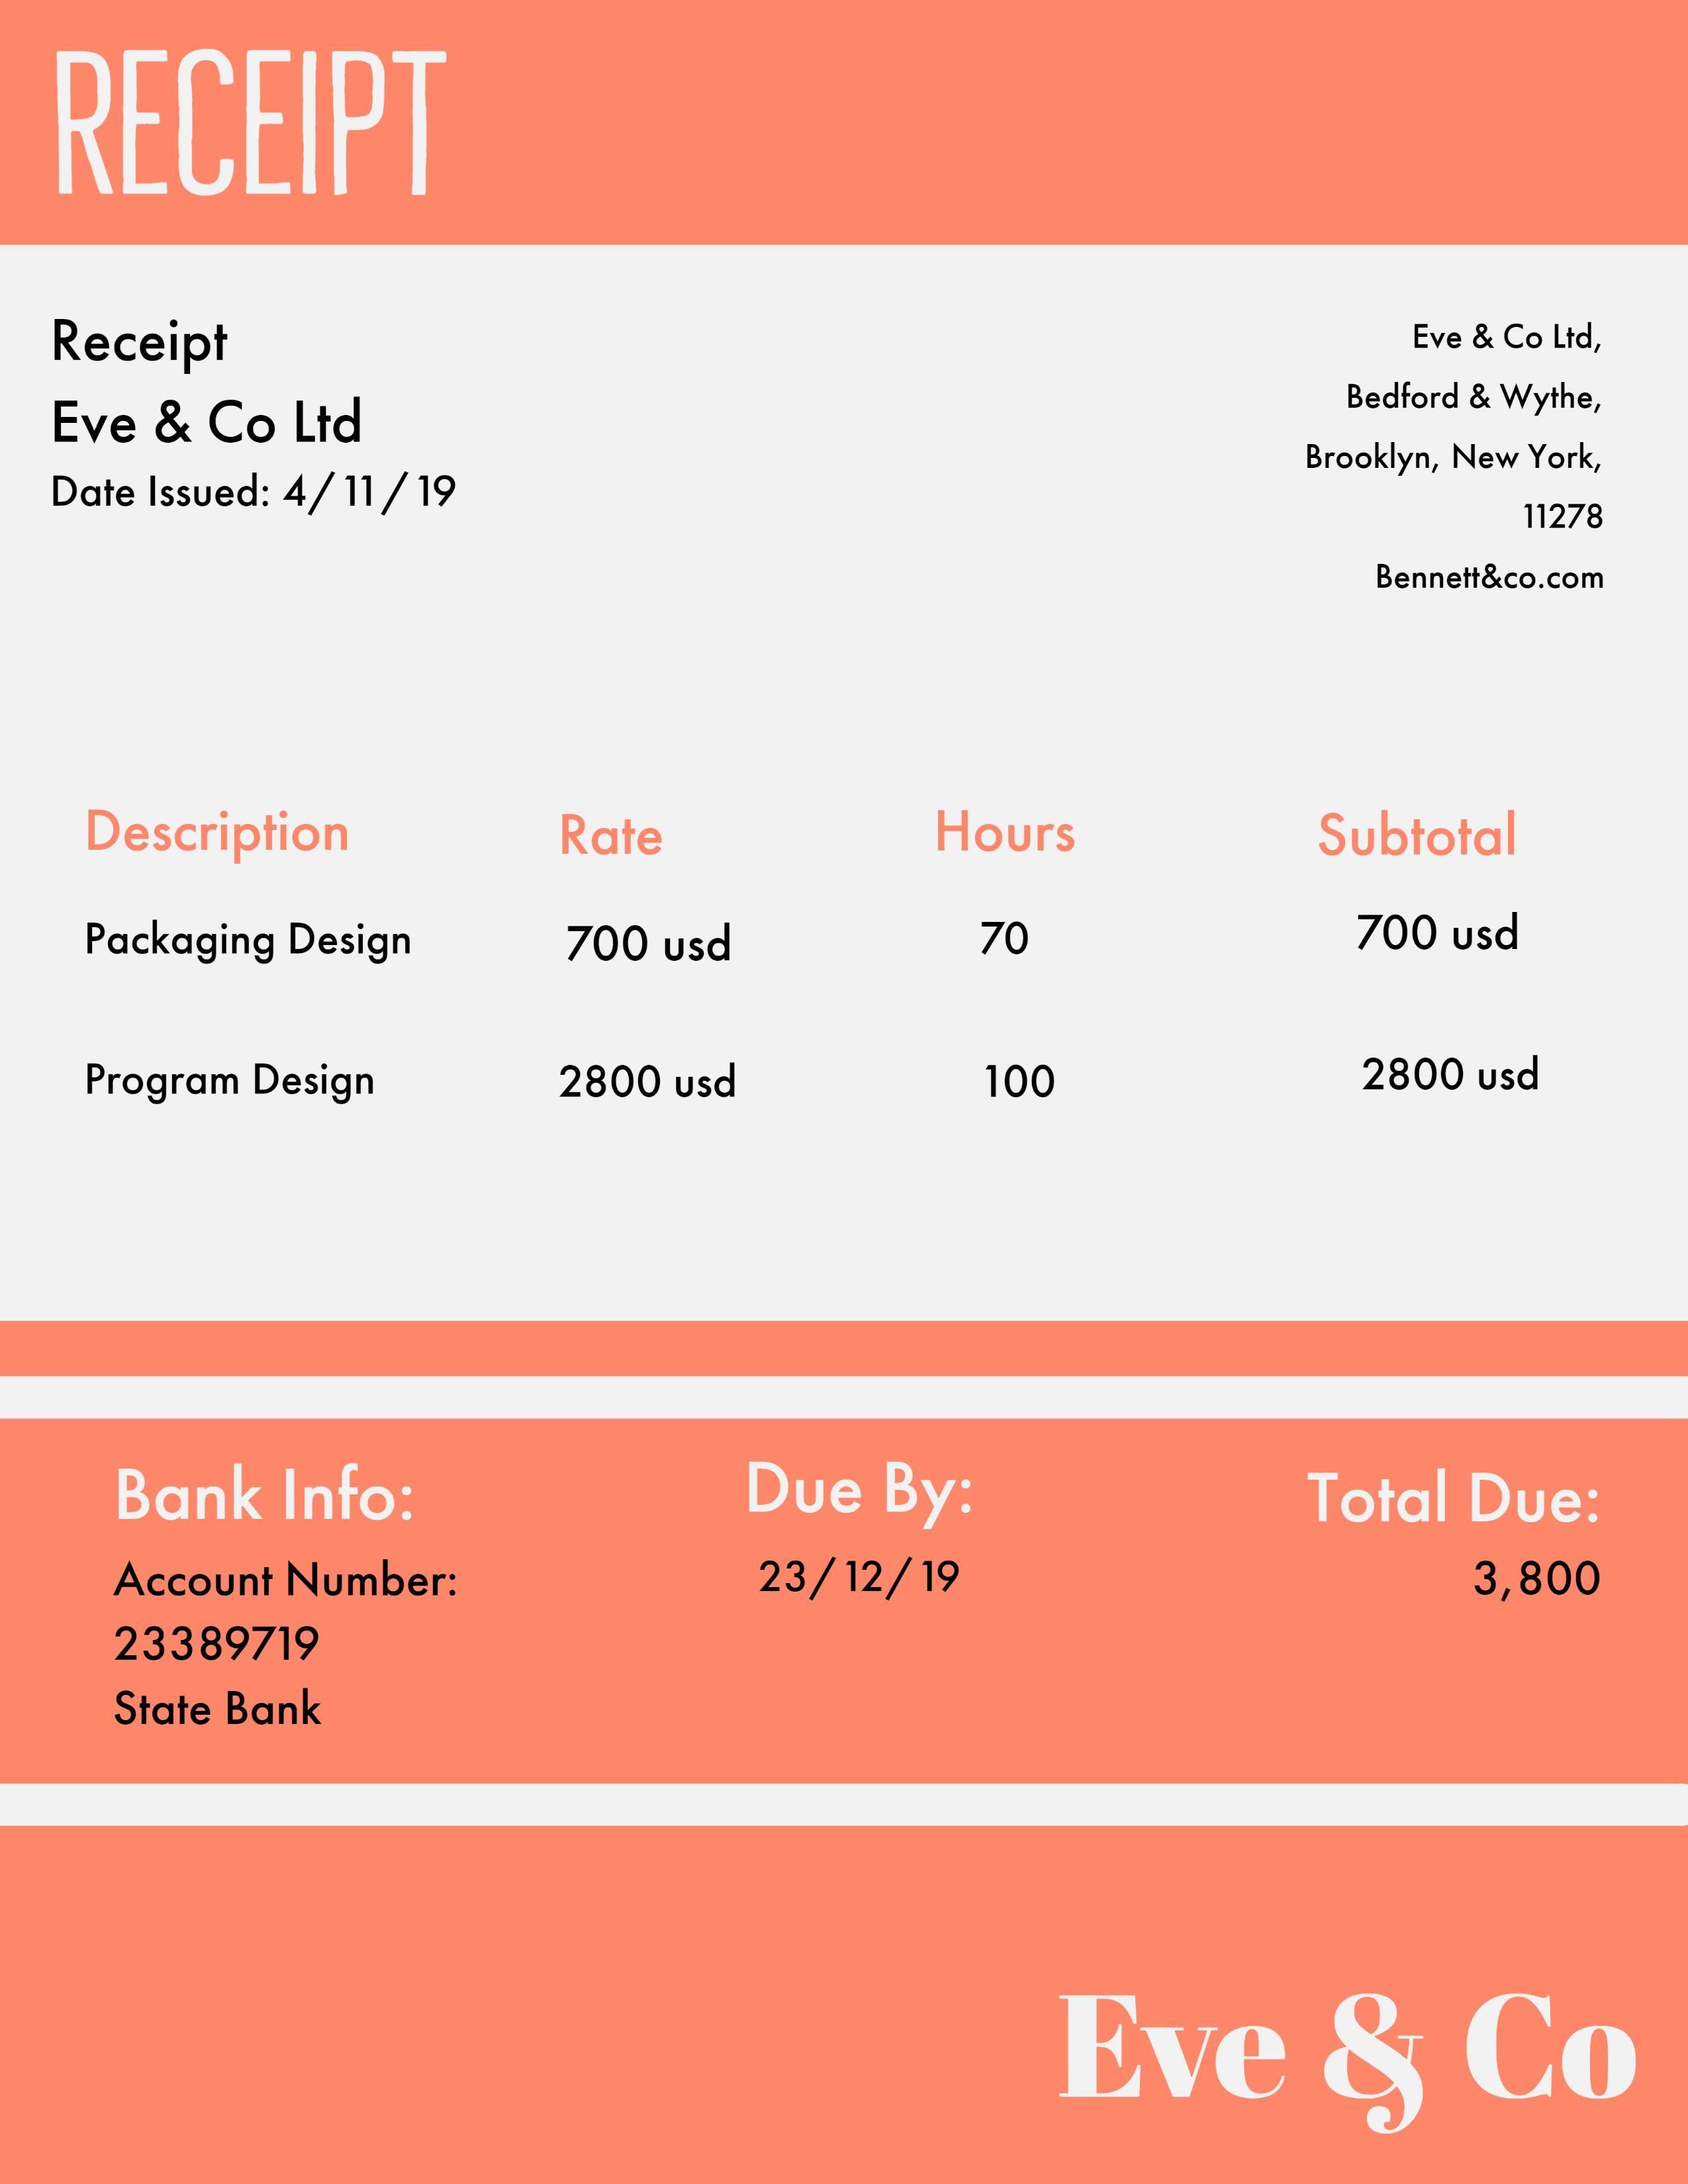 RECEIPT
Receipt
Eve & Co Ltd
Date Issued: 4/11/19
Eve & Co Ltd,
Bedford & Wythe,
Brooklyn, New York,
11278
Bennett&co.com
Description Rate Hours Subtotal
Packaging Design 700 usd 70 700 usd
Program Design 2800 usd 100 2800 usd
Bank Info:
Account Number:
23389719
State Bank
Due By:
23/12/19
Total Due:
3,800
Eve & Co